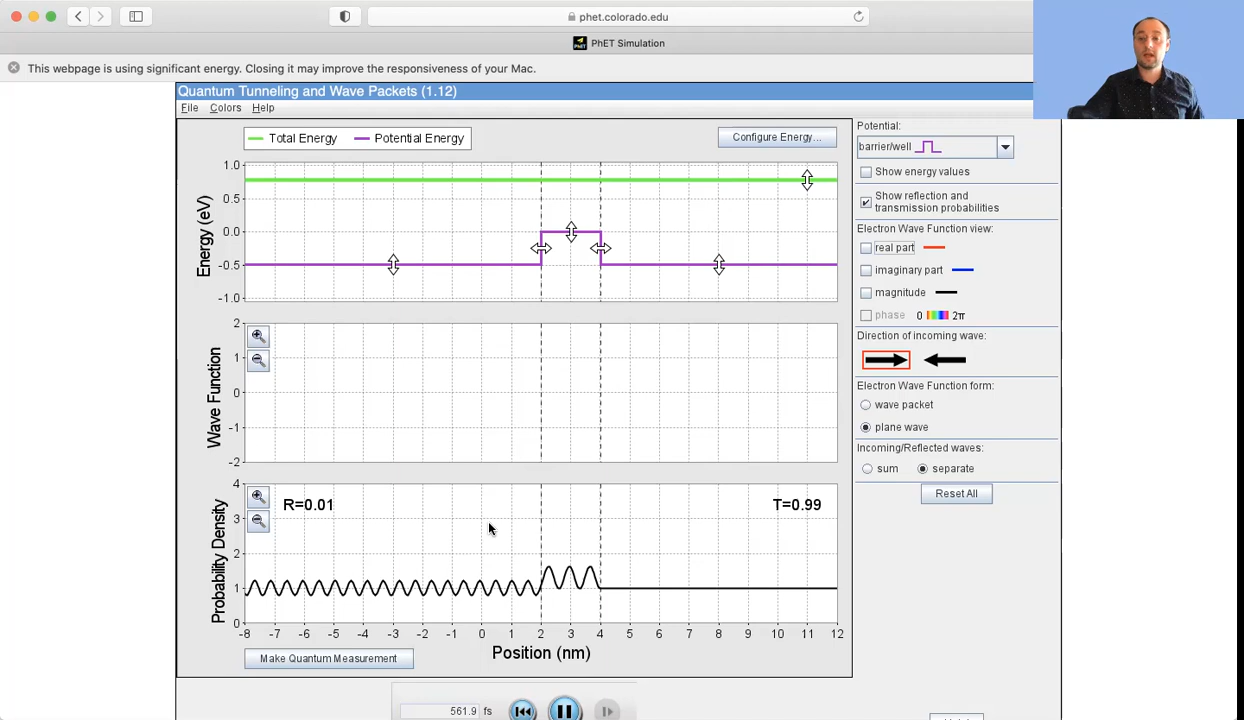 phet.colorado.edu
PhET Simulation
This webpage is using significant energy. Closing it may improve the responsiveness of your Mac.
Quantum Tunneling and Wave Packets (1.12)
File Colors Help
Total Energy Potential Energy
Configure Energy...
Energy (eV)
1.0
0.5
0.0
-0.5
-1.0
Wave Function
2
1
0
-1
-2
Probability Density
4
3
2
1
0
R=0.01
T=0.99
-8 -7 -6 -5 -4 -3 -2 -1 0 1 2 3 4 5 6 7 8 9 10 11 12
Position (nm)
Make Quantum Measurement
561.9 fs
Potential:
barrier/well
Show energy values
Show reflection and
transmission probabilities
Electron Wave Function view:
real part
imaginary part
magnitude
phase 0 2π
Direction of incoming wave:
Electron Wave Function form:
wave packet
plane wave
Incoming/Reflected waves:
sum separate
Reset All